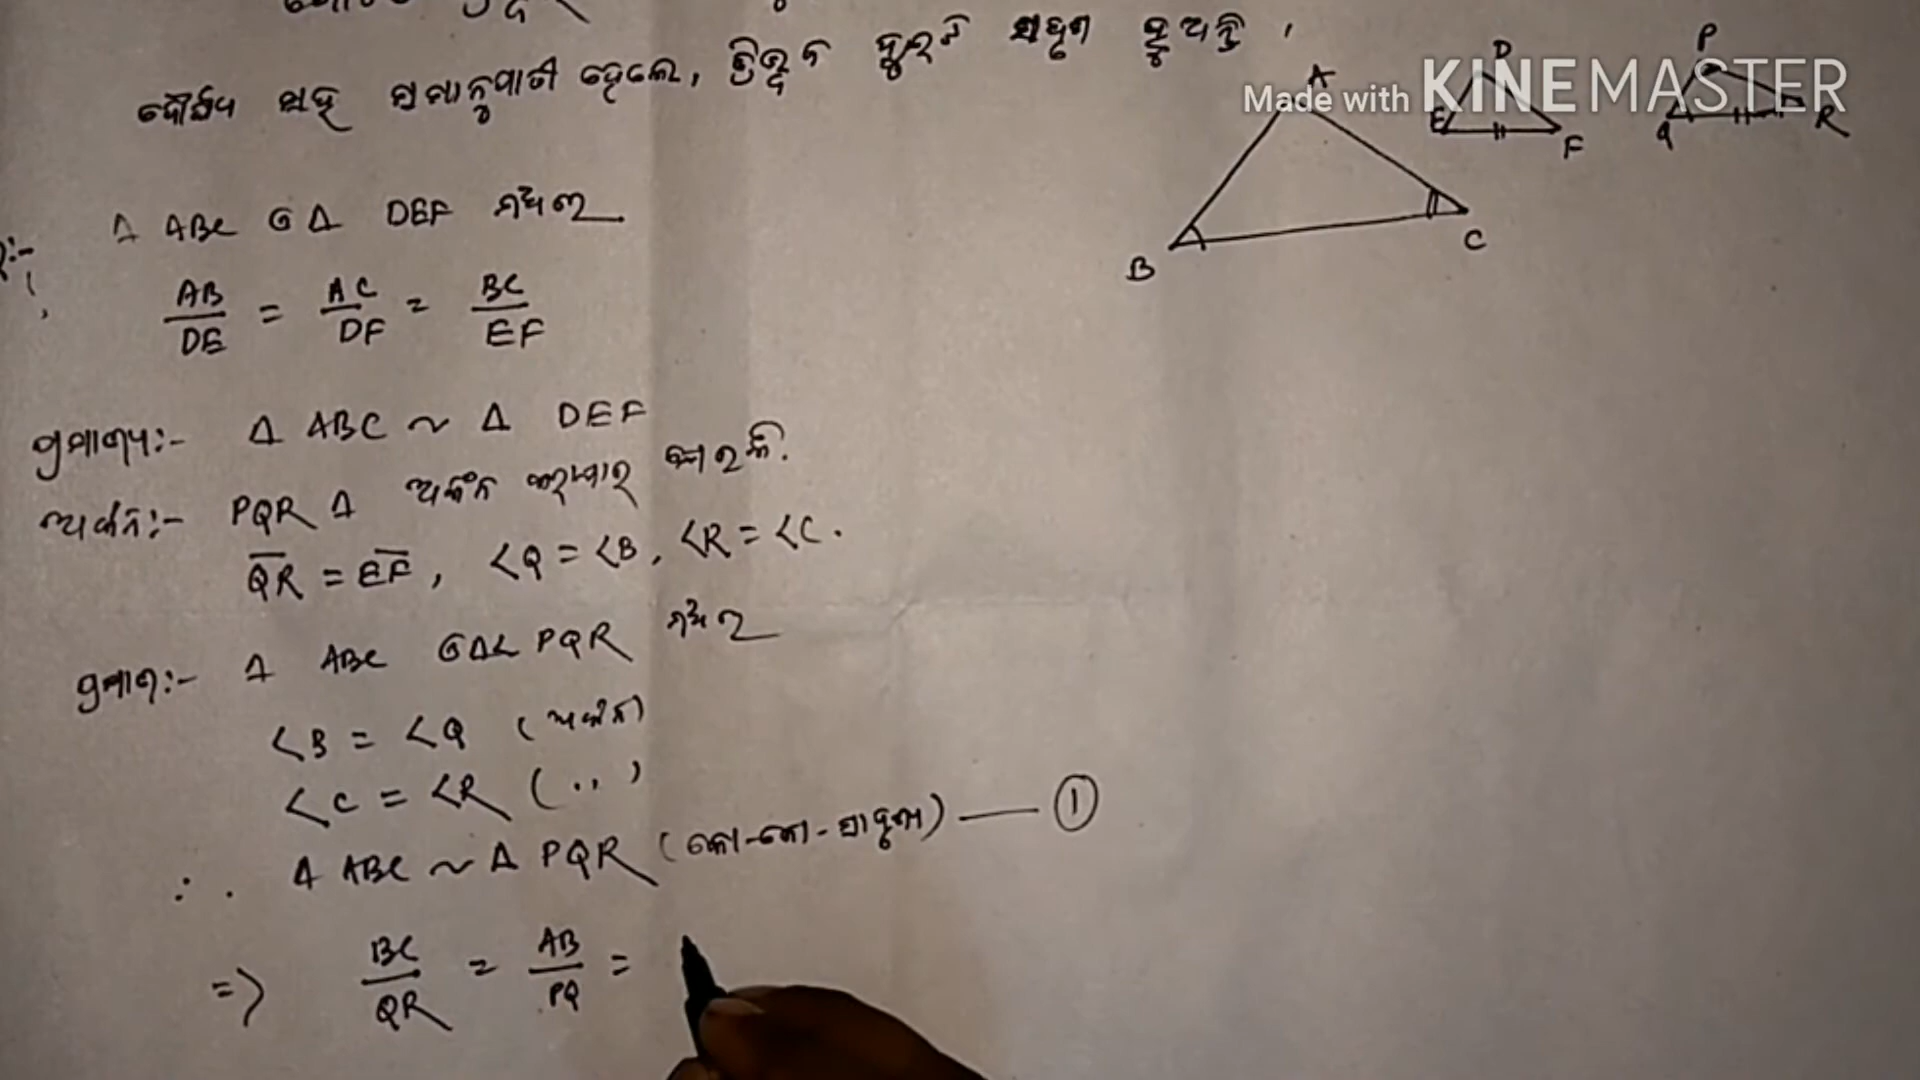 ଦୈର୍ଘ୍ୟ ସହ ସମାନୁପାତୀ ହେଲେ, ତ୍ରିଭୁଜ ଦ୍ୱୟ ସଦୃଶ ହୁଅନ୍ତି ।
Made with KINEMASTER
A
D
E
F
P
Q
R
B
C
Δ ABC ଓ Δ DEF ମଧ୍ୟରେ
AB/DE = AC/DF = BC/EF
ପ୍ରାମାଣ୍ୟ:- Δ ABC ~ Δ DEF
ଅଙ୍କନ:- PQR Δ ଅଙ୍କନ
QR = EF, <Q = <B, <R = <C.
ପ୍ରମାଣ:- Δ ABC ଓ Δ< PQR ମଧ୍ୟରେ
<B = <Q (ଅଙ୍କନ)
<C = <R (,,)
∴ Δ ABC ~ Δ PQR (କୋ-କୋ-ସାଦୃଶ୍ୟ) — ①
=> BC/QR = AB/PQ =